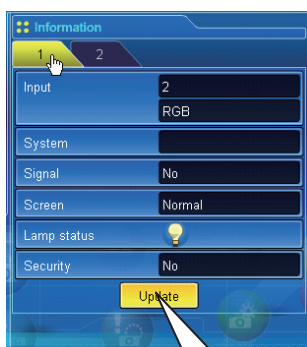 Information
1 2
Input 2
RGB
System
Signal No
Screen Normal
Lamp status
Security No
Update